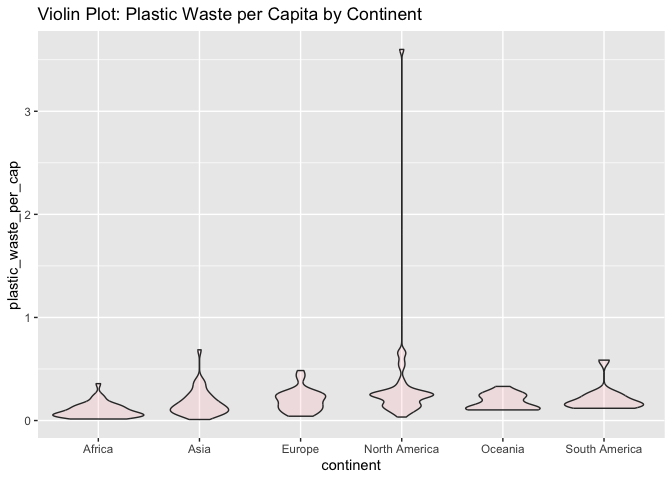 Violin Plot: Plastic Waste per Capita by Continent
plastic_waste_per_cap
3
2
1
0
Africa Asia Europe North America Oceania South America
continent